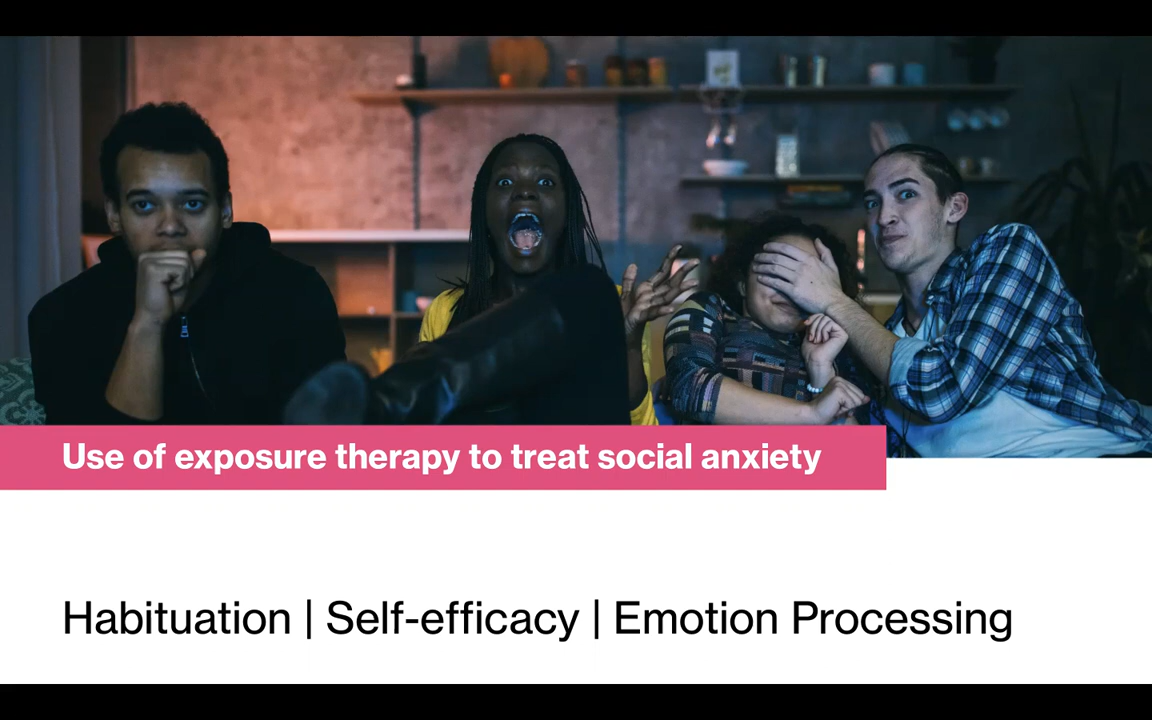 Use of exposure therapy to treat social anxiety
Habituation | Self-efficacy | Emotion Processing